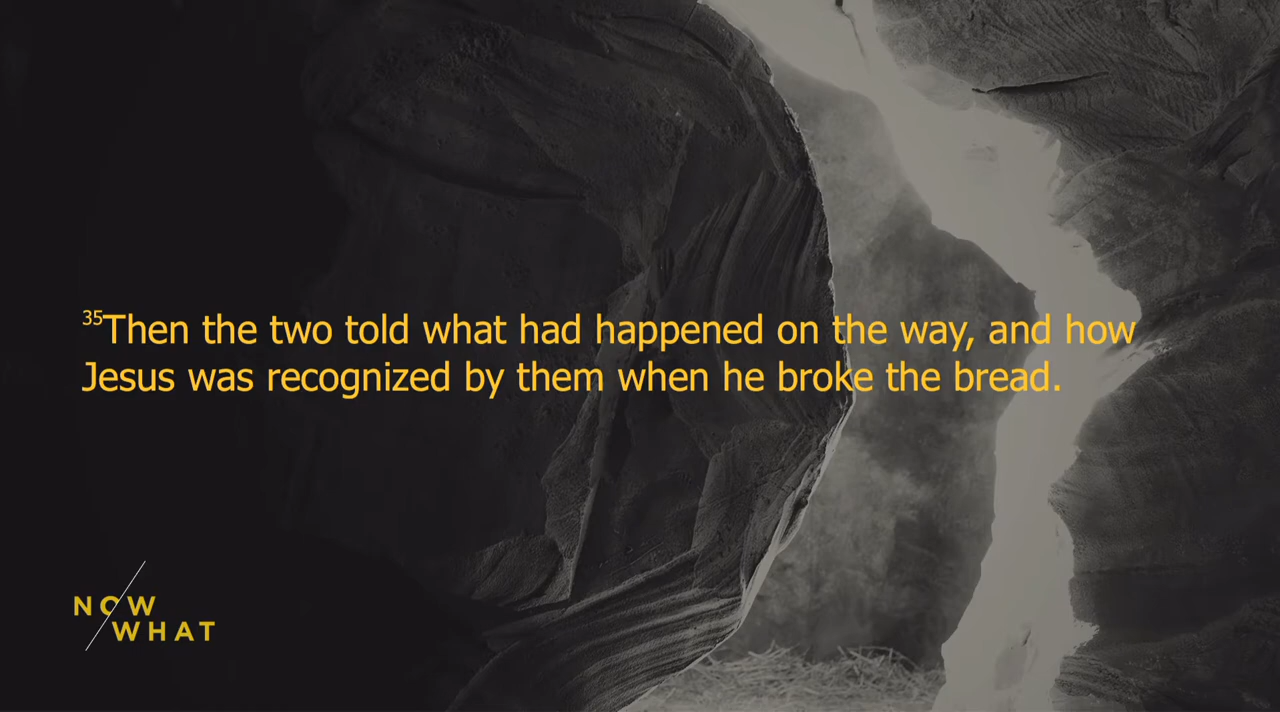 35Then the two told what had happened on the way, and how
Jesus was recognized by them when he broke the bread.
NOW
WHAT